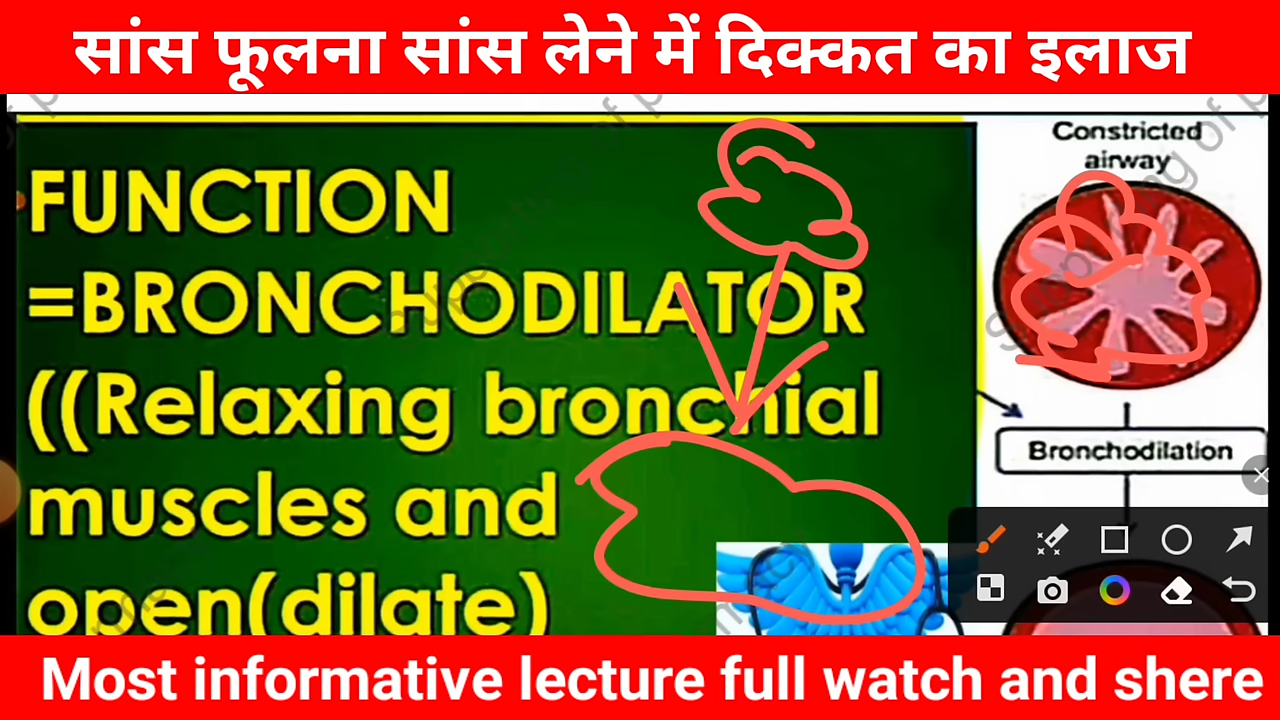 सांस फूलना सांस लेने में दिक्कत का इलाज
FUNCTION
=BRONCHODILATOR
((Relaxing bronchial
muscles and
open(dilate)
Constricted
airway
Bronchodilation
Most informative lecture full watch and shere